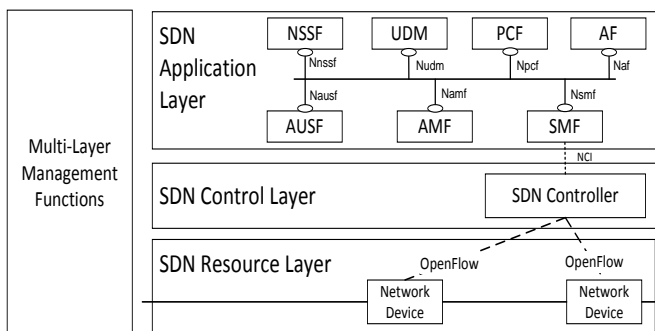 Multi-Layer
Management
Functions
SDN
Application
Layer
NSSF
UDM
PCF
AF
Nnssf
Nudm
Npcf
Naf
Nausf
Namf
Nsmf
AUSF
AMF
SMF
NCI
SDN Control Layer
SDN Controller
SDN Resource Layer
OpenFlow
OpenFlow
Network
Device
Network
Device